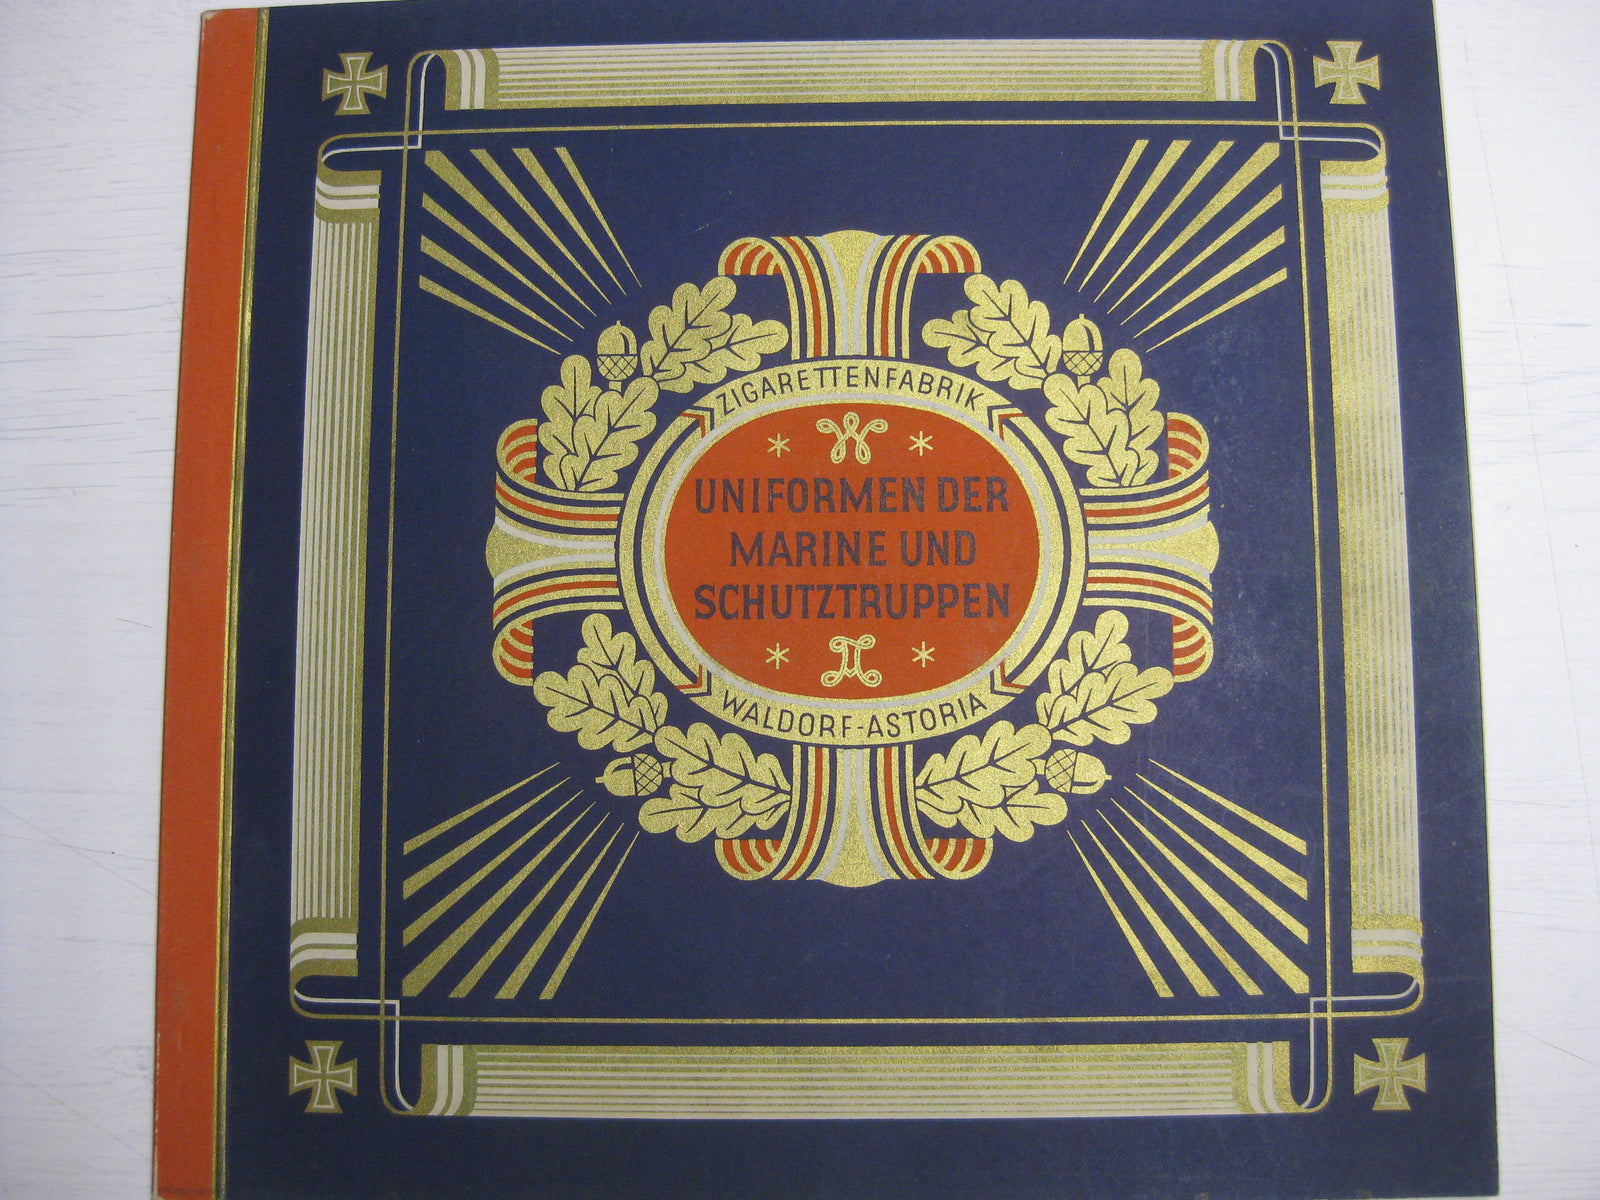 ZIGARETTENFABRIK
W
UNIFORMEN DER
MARINE UND
SCHUTZTRUPPEN
WALDORF-ASTORIA